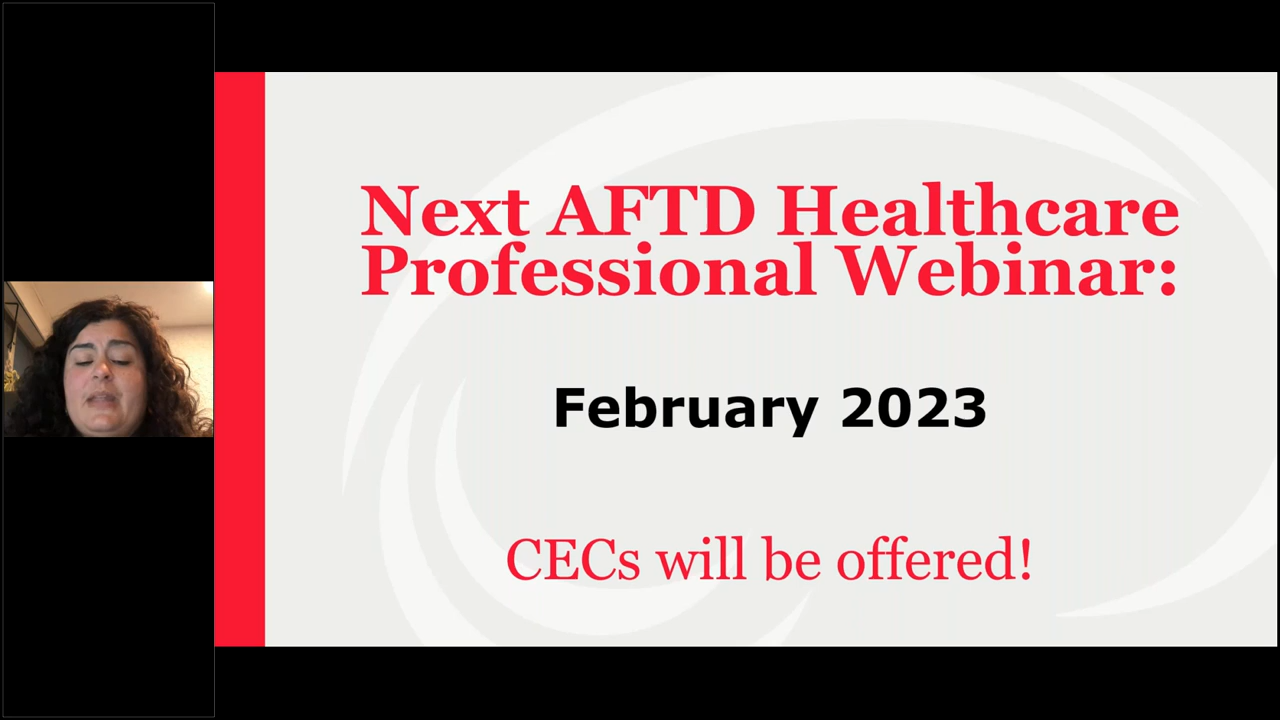 Next AFTD Healthcare
Professional Webinar:
February 2023
CECs will be offered!